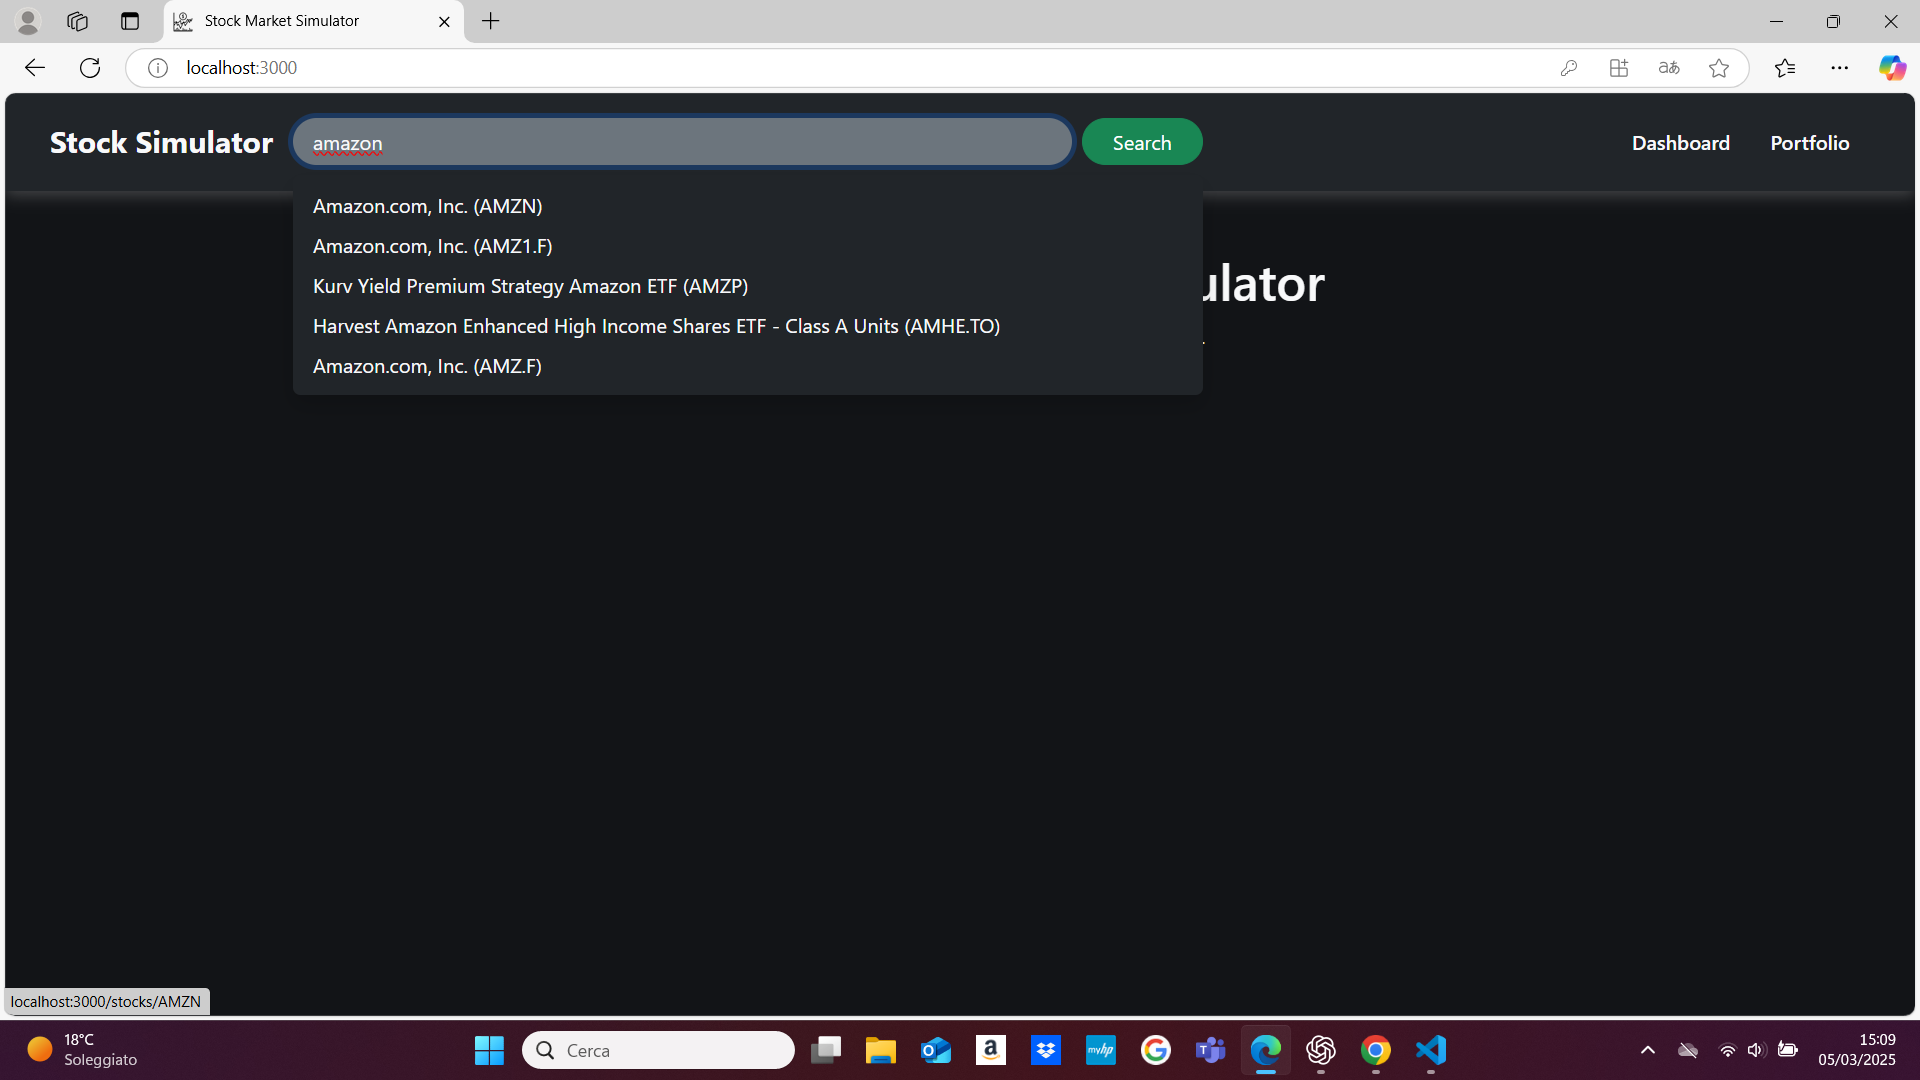 Stock Market Simulator
localhost:3000
Stock Simulator
amazon
Search
Dashboard
Portfolio
Amazon.com, Inc. (AMZN)
Amazon.com, Inc. (AMZ1.F)
Kurv Yield Premium Strategy Amazon ETF (AMZP)
Harvest Amazon Enhanced High Income Shares ETF - Class A Units (AMHE.TO)
Amazon.com, Inc. (AMZ.F)
ulator
localhost:3000/stocks/AMZN
18°C
Soleggiato
Cerca
myhp
15:09
05/03/2025